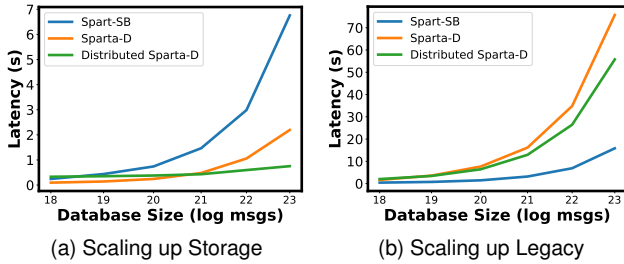 7
6
5
4
3
2
1
0
Latency (s)
Spart-SB
Sparta-D
Distributed Sparta-D
18 19 20 21 22 23
Database Size (log msgs)
(a) Scaling up Storage
70
60
50
40
30
20
10
0
Latency (s)
Spart-SB
Sparta-D
Distributed Sparta-D
18 19 20 21 22 23
Database Size (log msgs)
(b) Scaling up Legacy